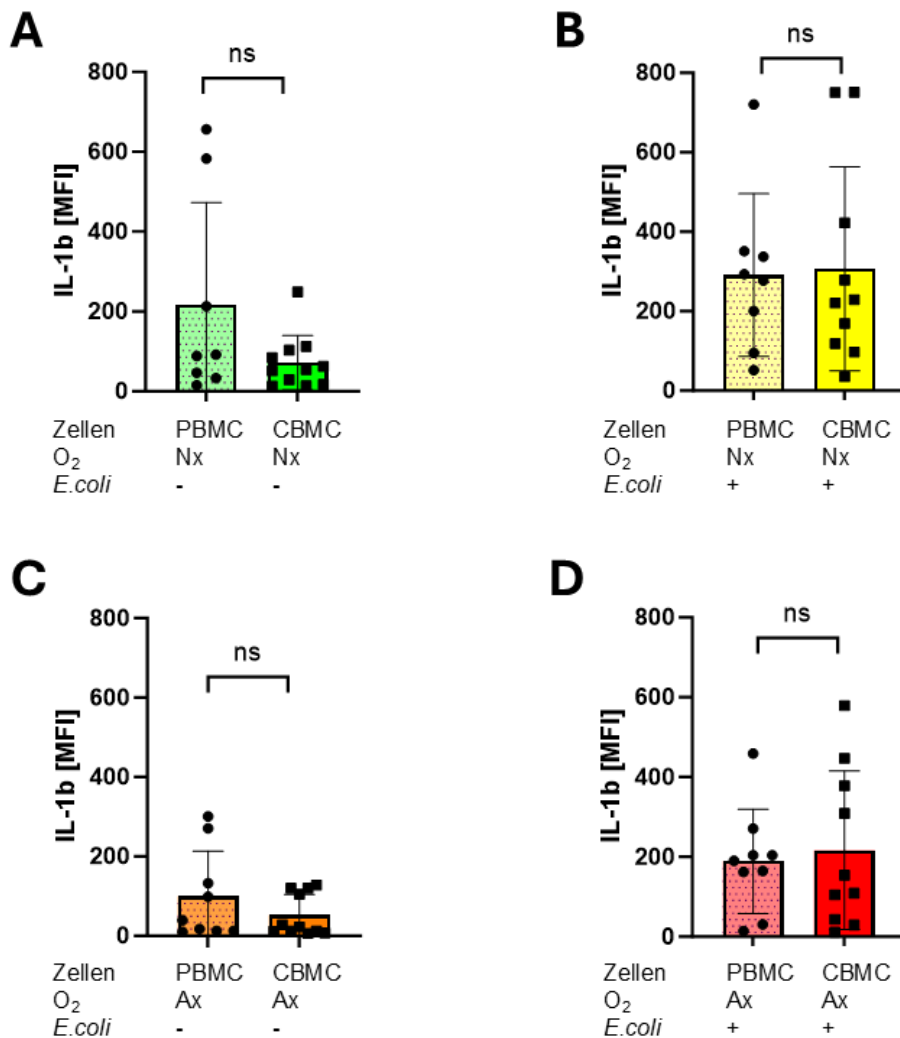 A
ns
800
600
400
200
0
IL-1b [MFI]
Zellen PBMC CBMC
O₂ Nx Nx
E.coli - -
B
ns
800
600
400
200
0
IL-1b [MFI]
Zellen PBMC CBMC
O₂ Nx Nx
E.coli + +
C
ns
800
600
400
200
0
IL-1b [MFI]
Zellen PBMC CBMC
O₂ Ax Ax
E.coli - -
D
ns
800
600
400
200
0
IL-1b [MFI]
Zellen PBMC CBMC
O₂ Ax Ax
E.coli + +